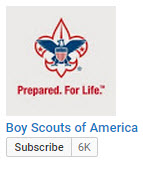 Prepared. For Life.™
Boy Scouts of America
Subscribe 6K